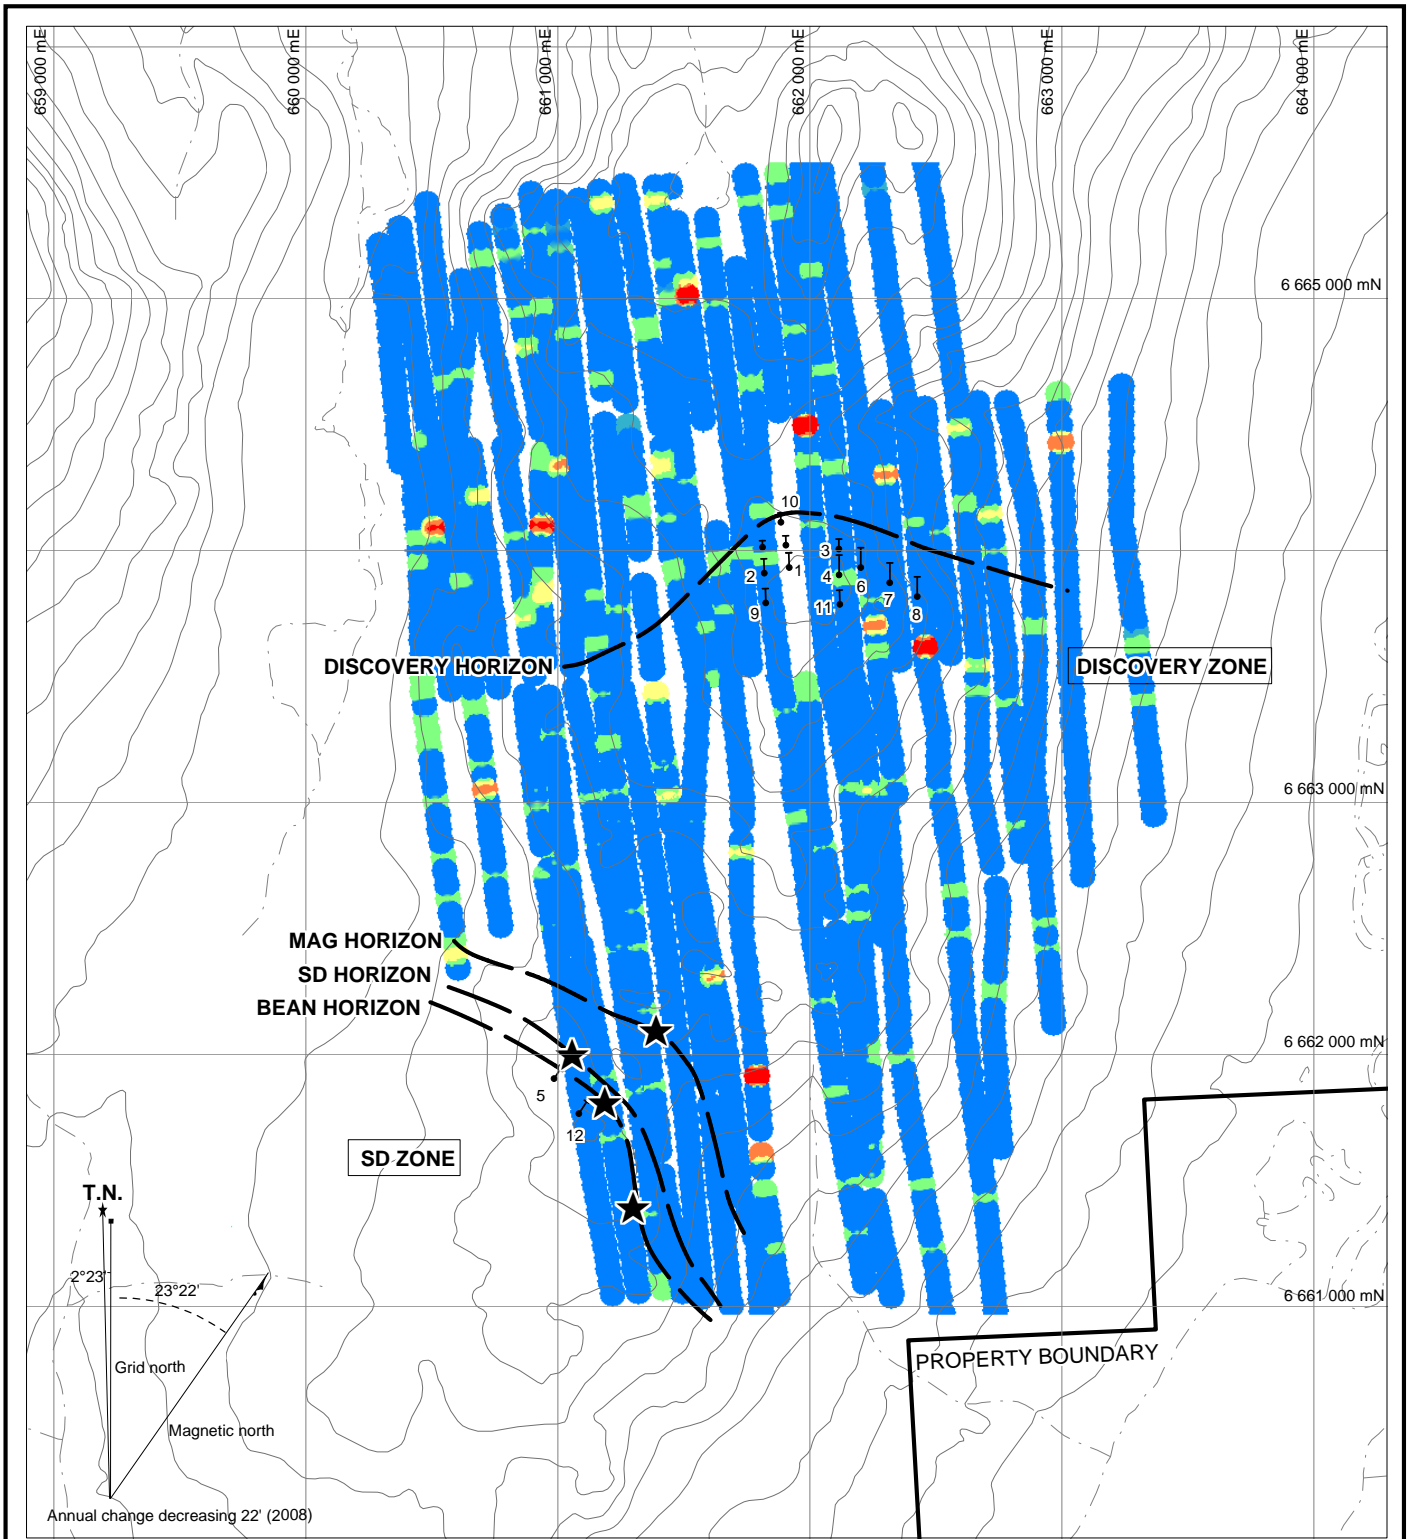 659 000 mE
660 000 mE
661 000 mE
662 000 mE
663 000 mE
664 000 mE
6 665 000 mN
10
3
2
1
4
6
7
9
11
8
DISCOVERY HORIZON
DISCOVERY ZONE
6 663 000 mN
MAG HORIZON
SD HORIZON
BEAN HORIZON
6 662 000 mN
5
12
SD ZONE
T.N.
2°23'
23°22'
6 661 000 mN
PROPERTY BOUNDARY
Grid north
Magnetic north
Annual change decreasing 22' (2008)